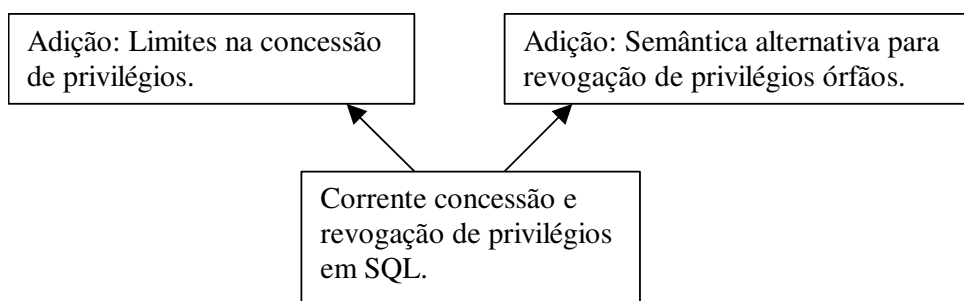 Adição: Limites na concessão
de privilégios.
Adição: Semântica alternativa para
revogação de privilégios órfãos.
Corrente concessão e
revogação de privilégios
em SQL.